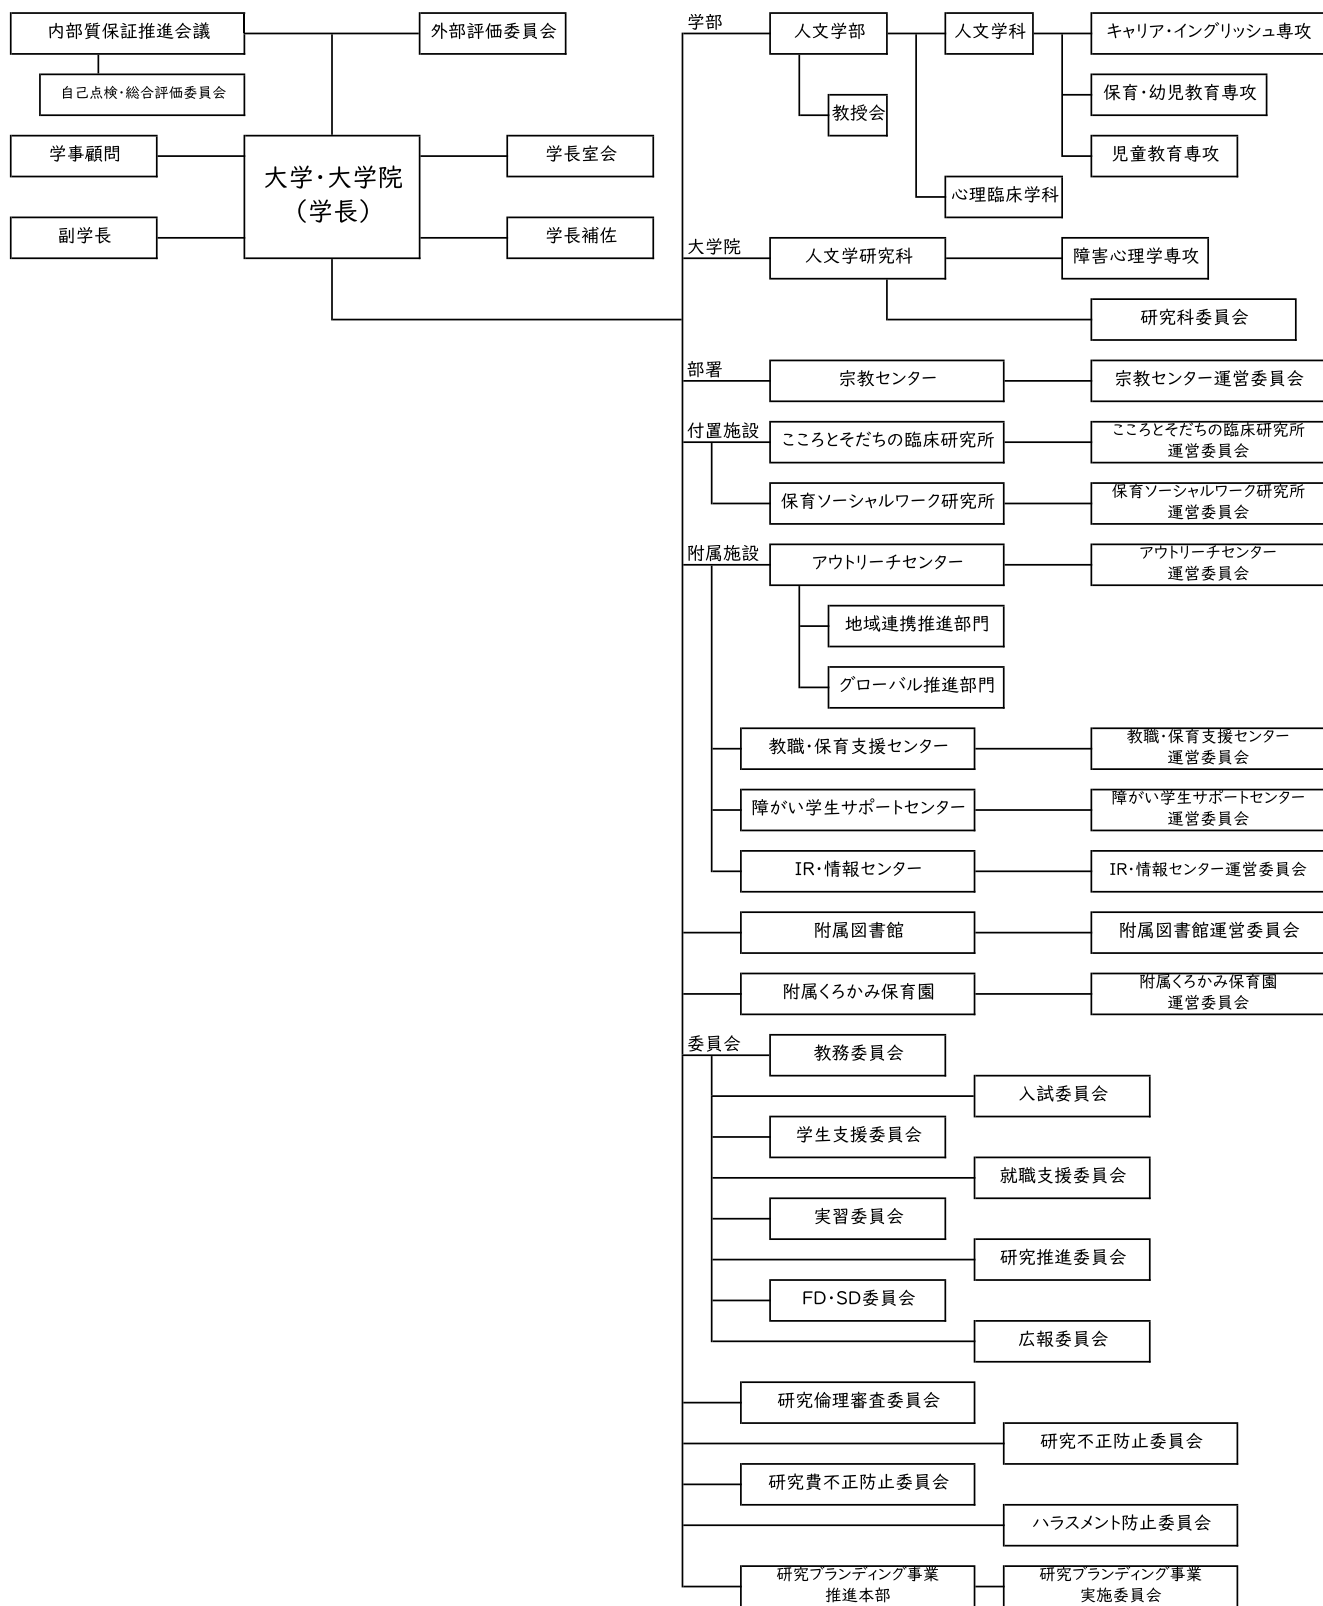 内部質保証推進会議
外部評価委員会
自己点検・総合評価委員会
学事顧問
学長室会
大学・大学院
（学長）
副学長
学長補佐
学部
人文学部
人文学科
キャリア・イングリッシュ専攻
保育・幼児教育専攻
教授会
児童教育専攻
心理臨床学科
大学院
人文学研究科
障害心理学専攻
研究科委員会
部署
宗教センター
宗教センター運営委員会
付置施設
こころとそだちの臨床研究所
こころとそだちの臨床研究所
運営委員会
保育ソーシャルワーク研究所
保育ソーシャルワーク研究所
運営委員会
附属施設
アウトリーチセンター
アウトリーチセンター
運営委員会
地域連携推進部門
グローバル推進部門
教職・保育支援センター
教職・保育支援センター
運営委員会
障がい学生サポートセンター
障がい学生サポートセンター
運営委員会
IR・情報センター
IR・情報センター運営委員会
附属図書館
附属図書館運営委員会
附属くろかみ保育園
附属くろかみ保育園
運営委員会
委員会
教務委員会
入試委員会
学生支援委員会
就職支援委員会
実習委員会
研究推進委員会
FD・SD委員会
広報委員会
研究倫理審査委員会
研究不正防止委員会
研究費不正防止委員会
ハラスメント防止委員会
研究ブランディング事業
推進本部
研究ブランディング事業
実施委員会